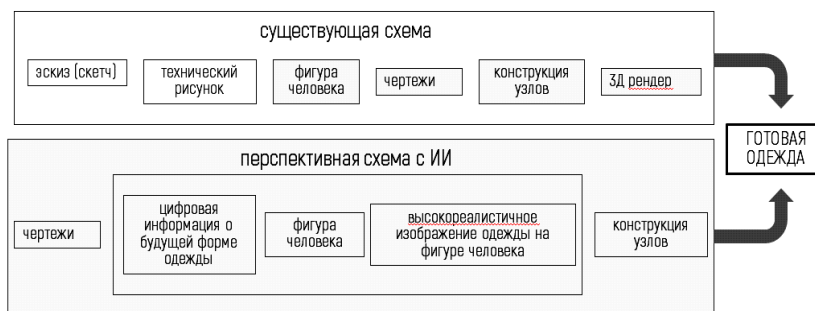 существующая схема
эскиз (скетч)
технический
рисунок
фигура
человека
чертежи
конструкция
узлов
3Д рендер
ГОТОВАЯ
ОДЕЖДА
перспективная схема с ИИ
чертежи
цифровая
информация о
будущей форме
одежды
фигура
человека
высокореалистичное
изображение одежды на
фигуре человека
конструкция
узлов